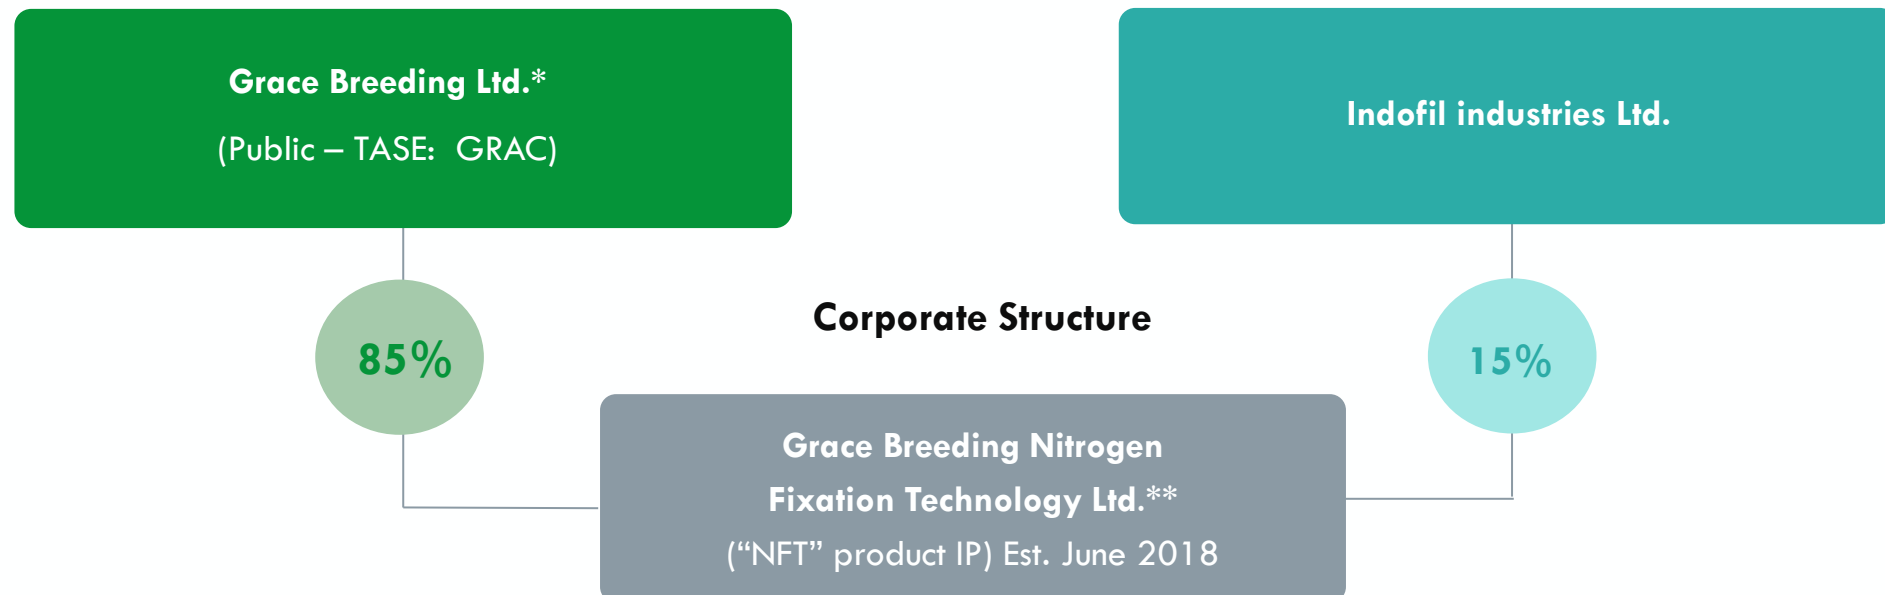 Grace Breeding Ltd.*
(Public – TASE: GRAC)
Indofil industries Ltd.
Corporate Structure
85%
15%
Grace Breeding Nitrogen
Fixation Technology Ltd.**
(“NFT” product IP) Est. June 2018